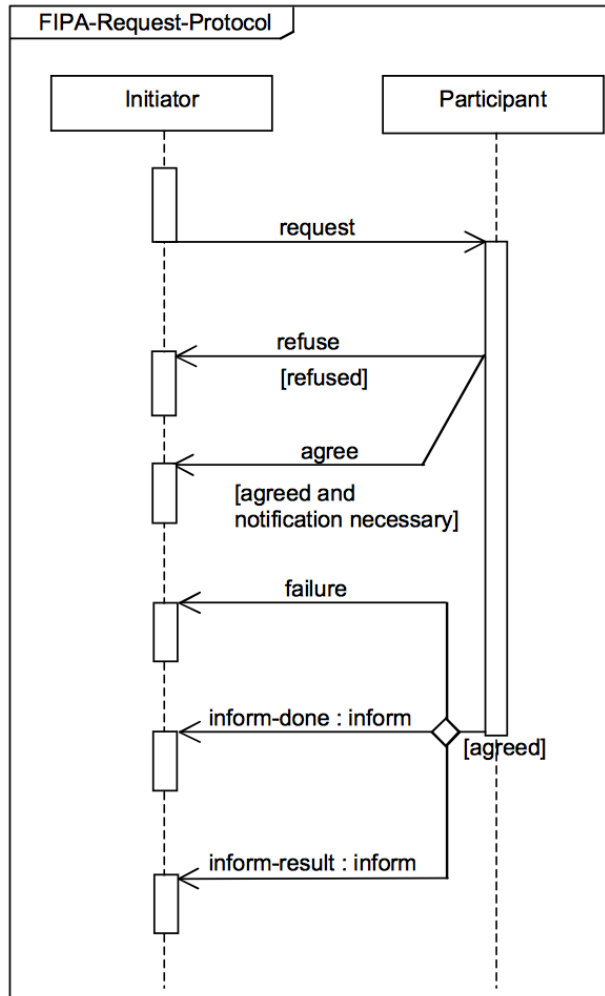 FIPA-Request-Protocol
Initiator
Participant
request
refuse
[refused]
agree
[agreed and
notification necessary]
failure
inform-done : inform
[agreed]
inform-result : inform